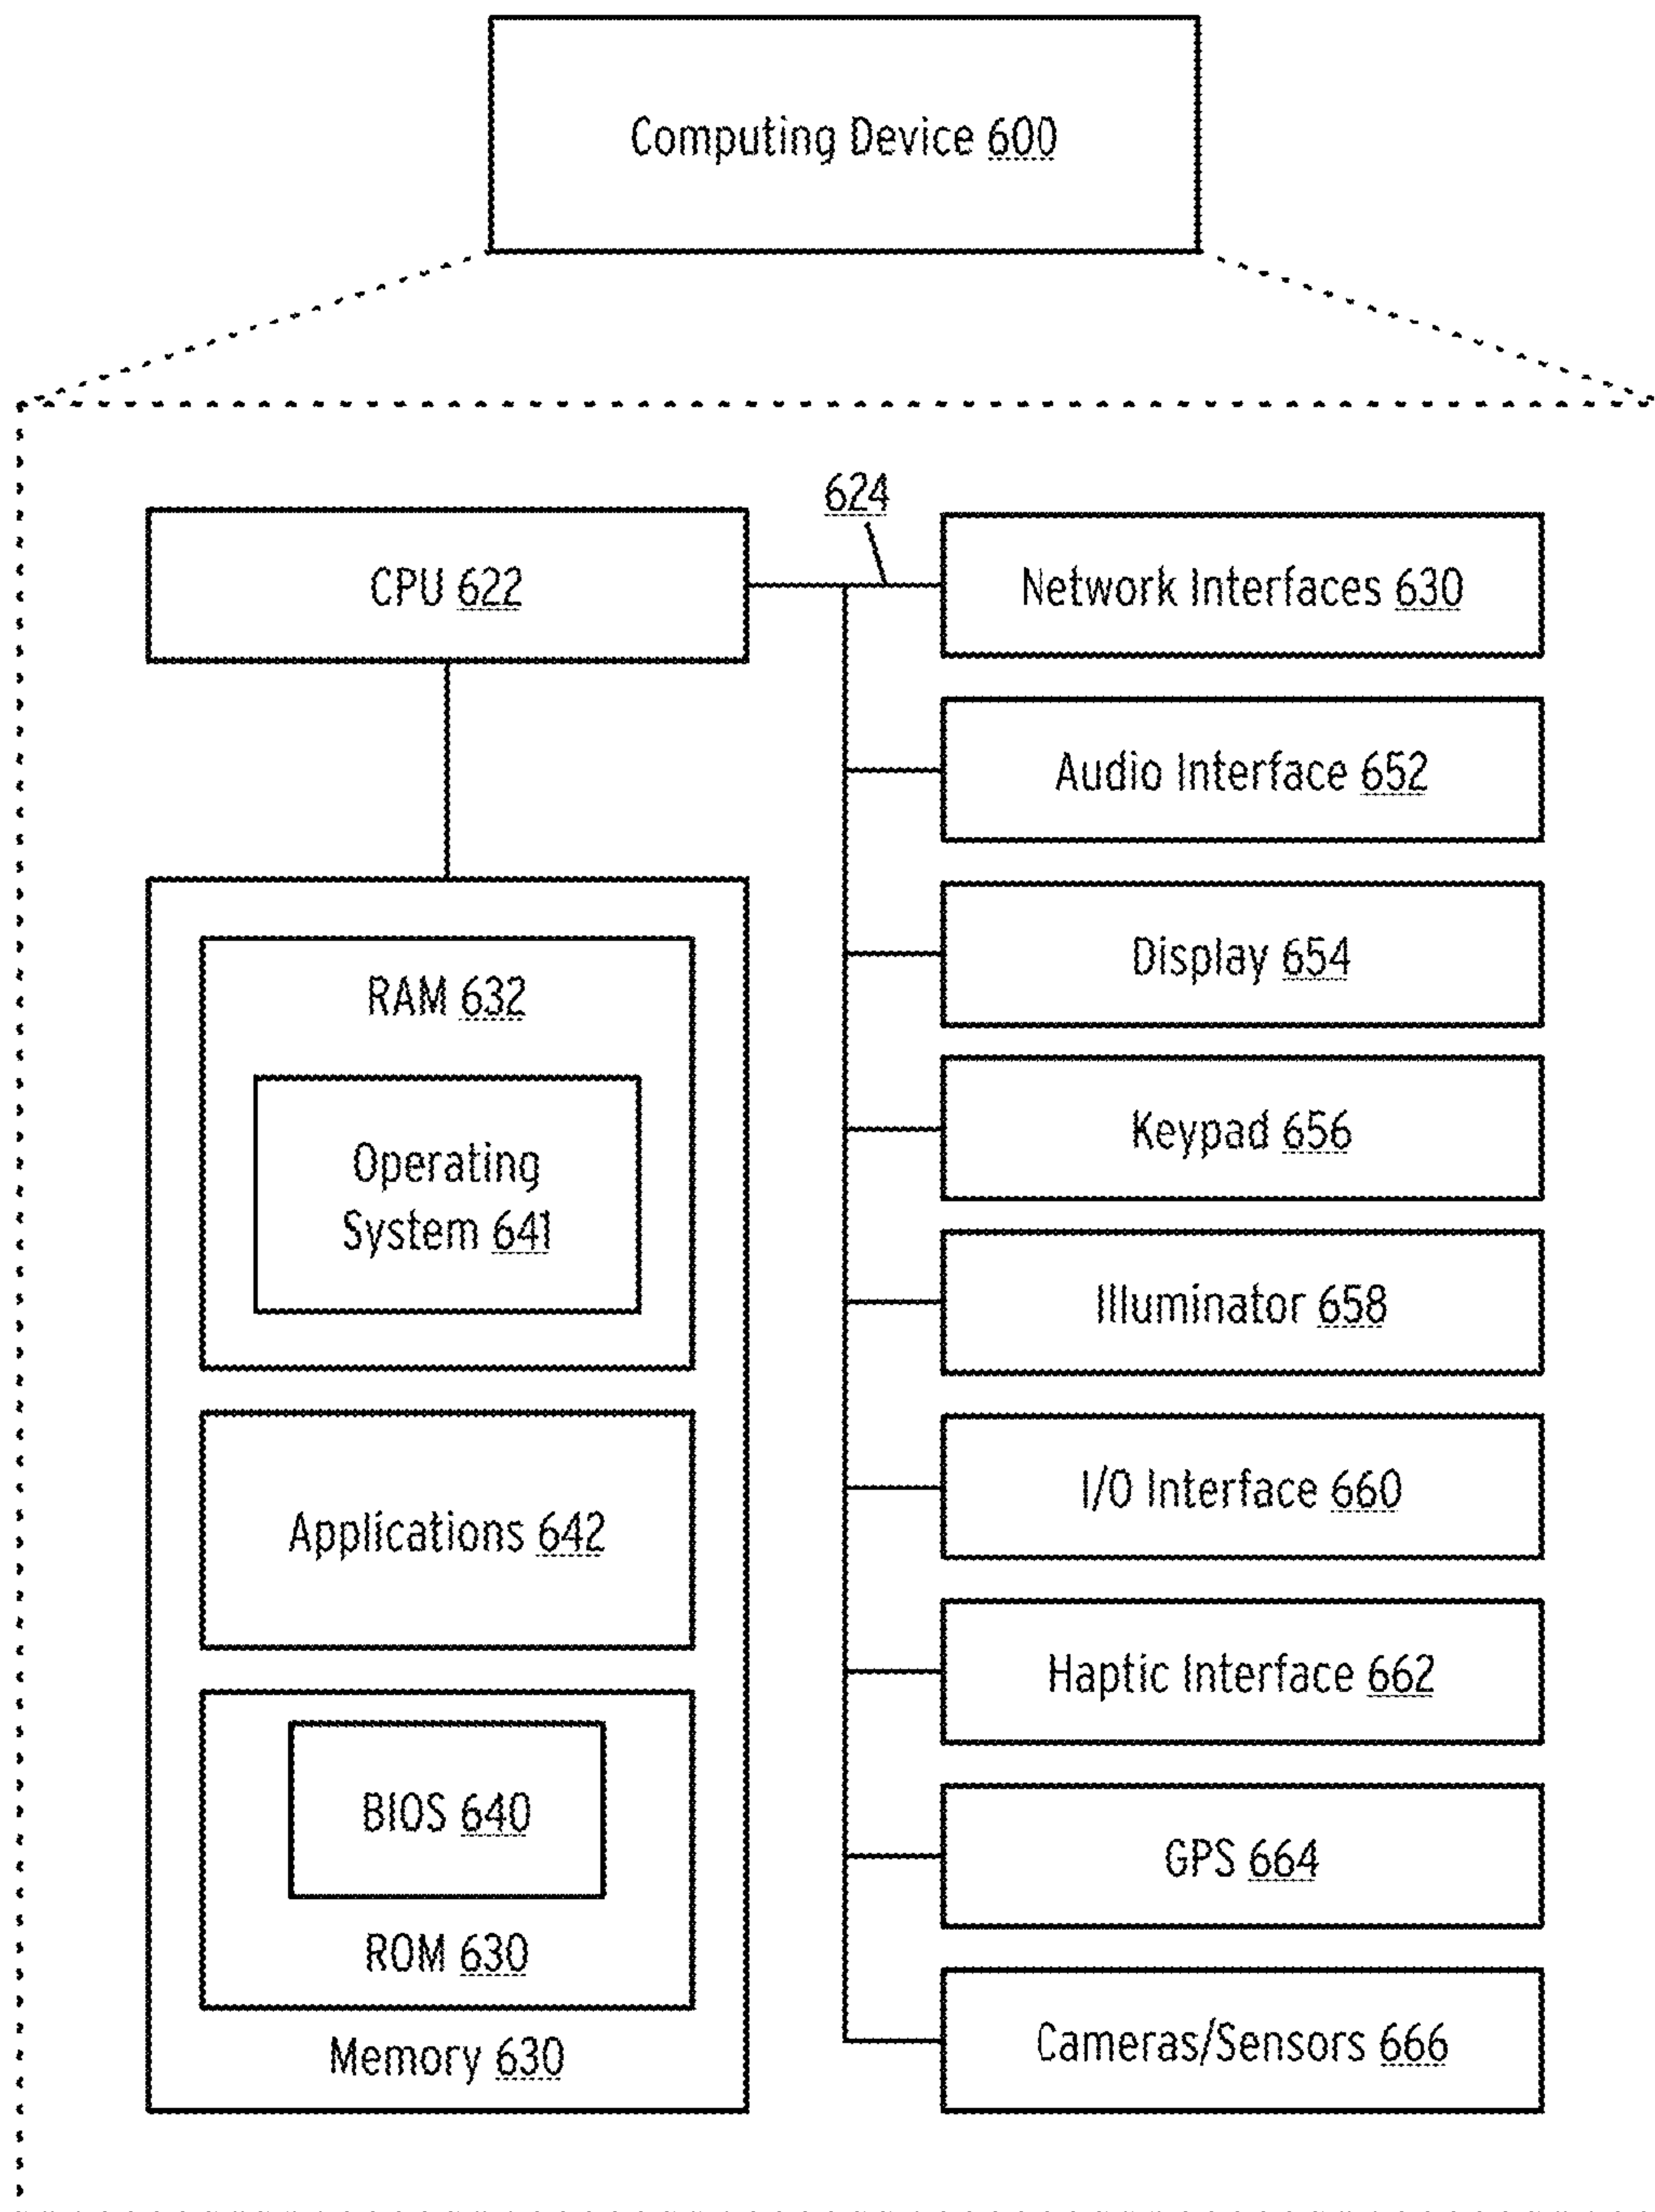 Computing Device 600
624
CPU 622
Network Interfaces 630
Audio Interface 652
Display 654
Keypad 656
Illuminator 658
I/O Interface 660
Haptic Interface 662
GPS 664
Cameras/Sensors 666
RAM 632
Operating
System 641
Applications 642
BIOS 640
ROM 630
Memory 630